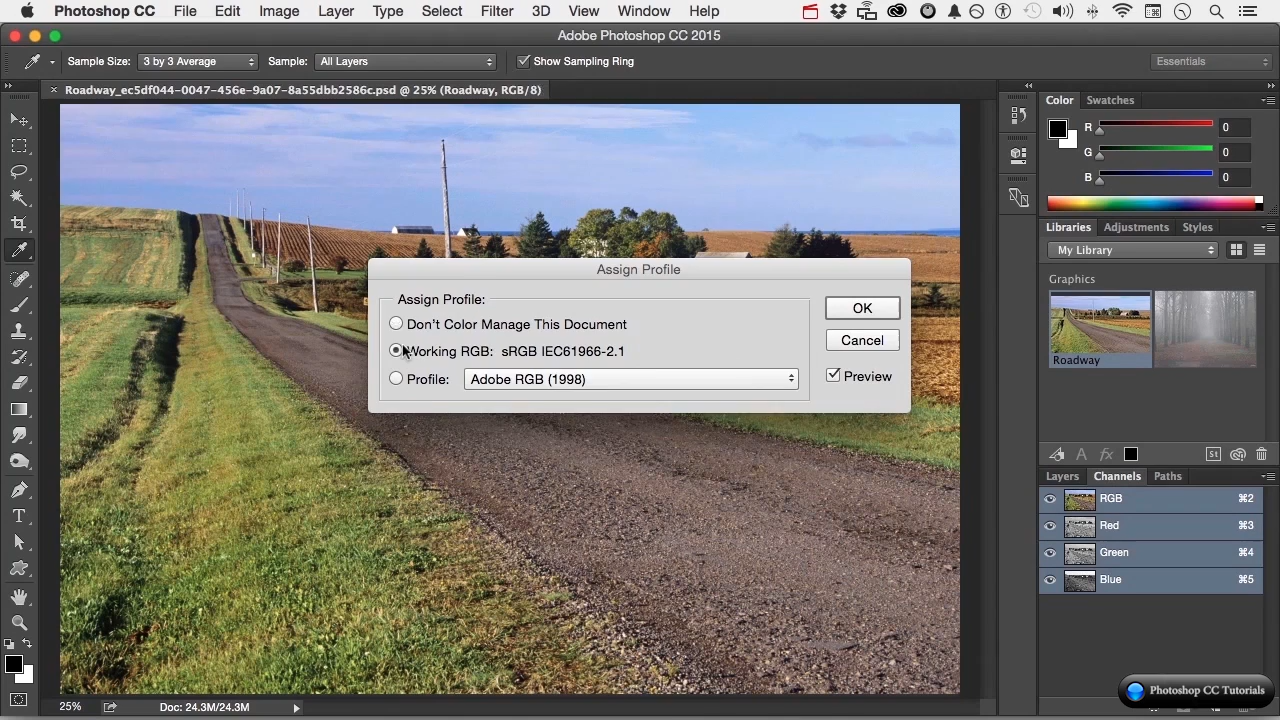 Photoshop CC File Edit Image Layer Type Select Filter 3D View Window Help
Adobe Photoshop CC 2015
Sample Size: 3 by 3 Average Sample: All Layers Show Sampling Ring Essentials
× Roadway_ec5df044-0047-456e-9a07-8a55dbb2586c.psd @ 25% (Roadway, RGB/8)
Color Swatches
R 0
G 0
B 0
Libraries Adjustments Styles
My Library
Graphics
Roadway
Assign Profile
Assign Profile:
Don't Color Manage This Document
Working RGB: sRGB IEC61966-2.1
Profile: Adobe RGB (1998)
OK
Cancel
Preview
St
Layers Channels Paths
RGB ⌘2
Red ⌘3
Green ⌘4
Blue ⌘5
25% Doc: 24.3M/24.3M
Photoshop CC Tutorials